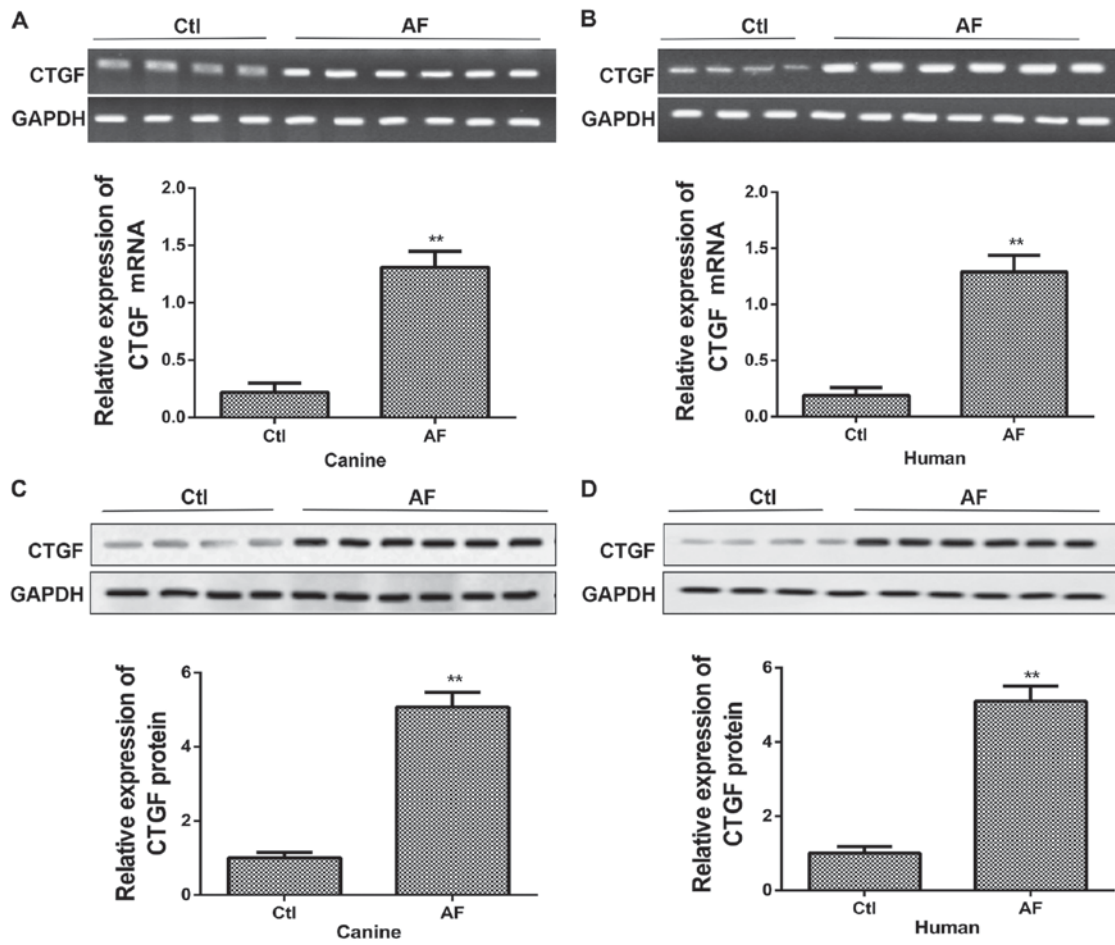 A
Ctl AF
CTGF
GAPDH
Relative expression of
CTGF mRNA
2.0
1.5
1.0
0.5
0.0
**
Ctl AF
Canine
B
Ctl AF
CTGF
GAPDH
Relative expression of
CTGF mRNA
2.0
1.5
1.0
0.5
0.0
**
Ctl AF
Human
C
Ctl AF
CTGF
GAPDH
Relative expression of
CTGF protein
6
4
2
0
**
Ctl AF
Canine
D
Ctl AF
CTGF
GAPDH
Relative expression of
CTGF protein
6
4
2
0
**
Ctl AF
Human